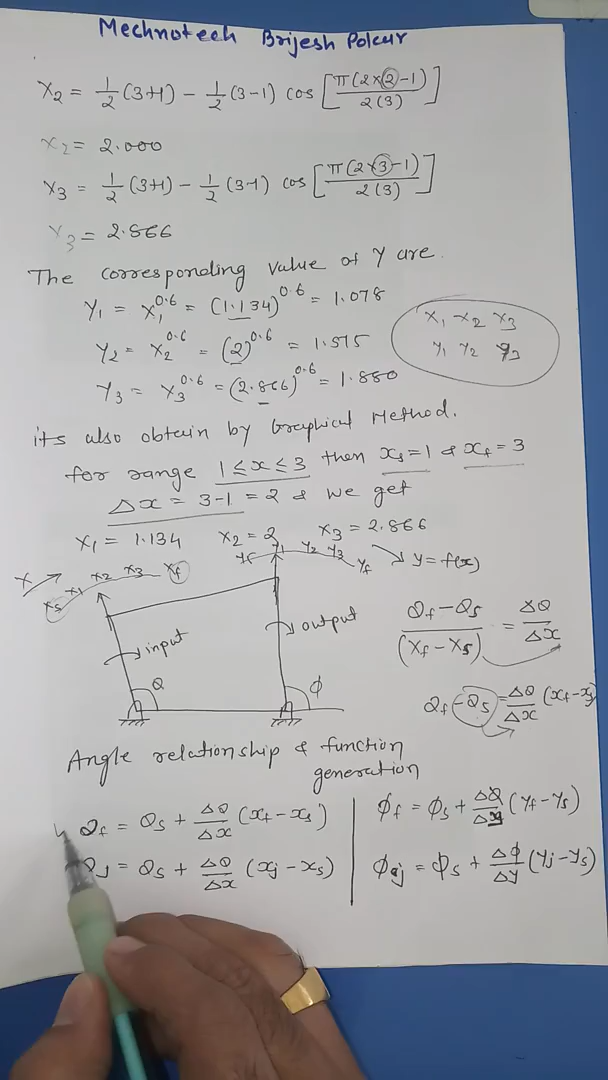 Mechnotech Brijesh Polkar
x2 = 1/2 (3+1) - 1/2 (3-1) cos [π(2×2-1)/2(3)]
x2 = 2.000
x3 = 1/2 (3+1) - 1/2 (3-1) cos [π(2×3-1)/2(3)]
x3 = 2.866
The corresponding value of y are.
y1 = x1^0.6 = (1.134)^0.6 = 1.078
y2 = x2^0.6 = (2)^0.6 = 1.515
y3 = x3^0.6 = (2.866)^0.6 = 1.880
x1 x2 x3
y1 y2 y3
its also obtain by Graphical Method.
for range 1≤x≤3 then xs=1 & xf=3
Δx = 3-1 = 2 & we get
x1 = 1.134 x2 = 2 x3 = 2.866
x xs x1 x2 x3 xf
yf y1 y2 y3 yf y = f(x)
input
output
θ
ϕ
θf-θs/(xf-xs) = Δθ/Δx
θf-θs = Δθ/Δx (xf-xs)
Angle relationship & function
generation
θf = θs + Δθ/Δx (xf-xs)
θj = θs + Δθ/Δx (xj-xs)
ϕf = ϕs + Δϕ/Δy (yf-ys)
ϕj = ϕs + Δϕ/Δy (yj-ys)